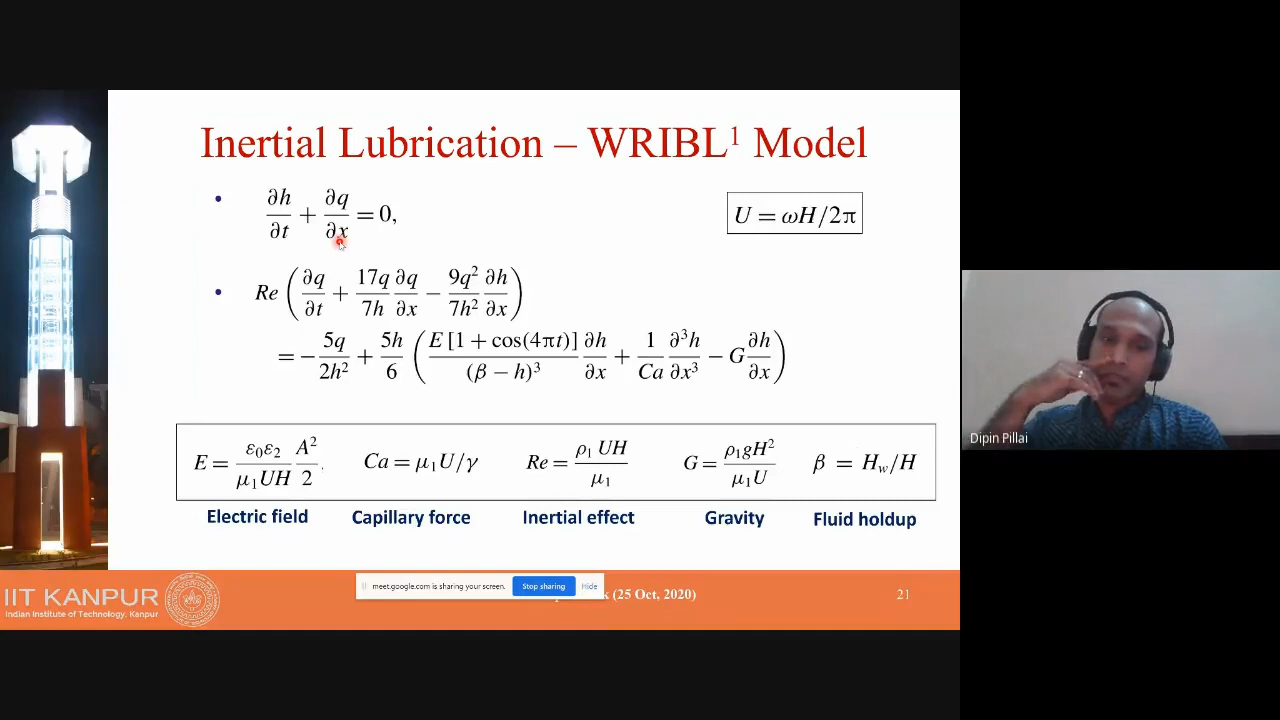 Inertial Lubrication – WRIBL¹ Model
• ∂h/∂t + ∂q/∂x = 0,
U = ωH/2π
• Re (∂q/∂t + 17q/7h ∂q/∂x − 9q²/7h² ∂h/∂x)
= −5q/2h² + 5h/6 (E [1 + cos(4πt)]/(β − h)³ ∂h/∂x + 1/Ca ∂³h/∂x³ − G ∂h/∂x)
E = ε₀ε₂/μ₁UH A²/2 Ca = μ₁U/γ Re = ρ₁ UH/μ₁ G = ρ₁gH²/μ₁U β = H_w/H
Electric field Capillary force Inertial effect Gravity Fluid holdup
Dipin Pillai
meet.google.com is sharing your screen. Stop sharing Hide
(25 Oct, 2020)
21
IIT KANPUR
Indian Institute of Technology, Kanpur